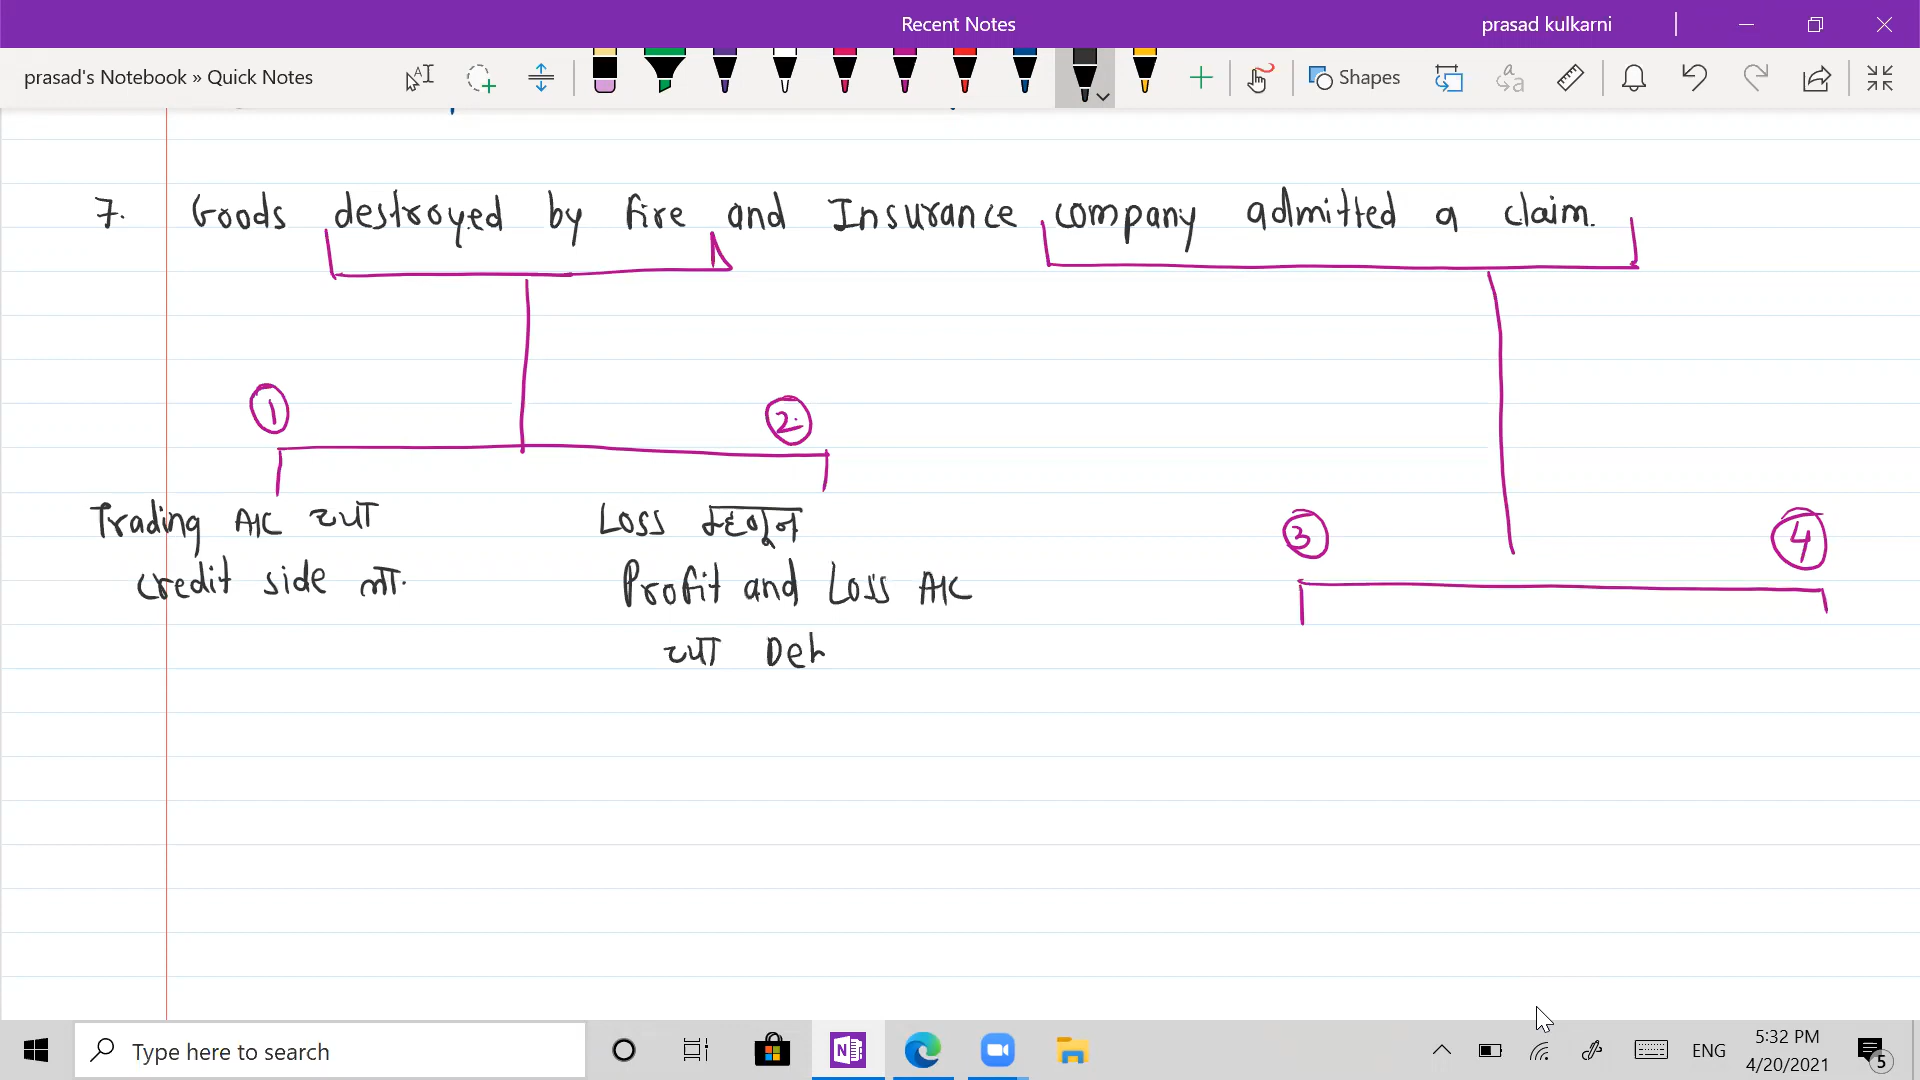 Recent Notes
prasad kulkarni
prasad's Notebook » Quick Notes
Shapes
7. Goods destroyed by fire and Insurance company admitted a claim.
1
2
Trading A/C च्या
credit side ला.
Loss म्हणून
Profit and Loss A/C
च्या Deb
3
4
Type here to search
ENG
5:32 PM
4/20/2021
5